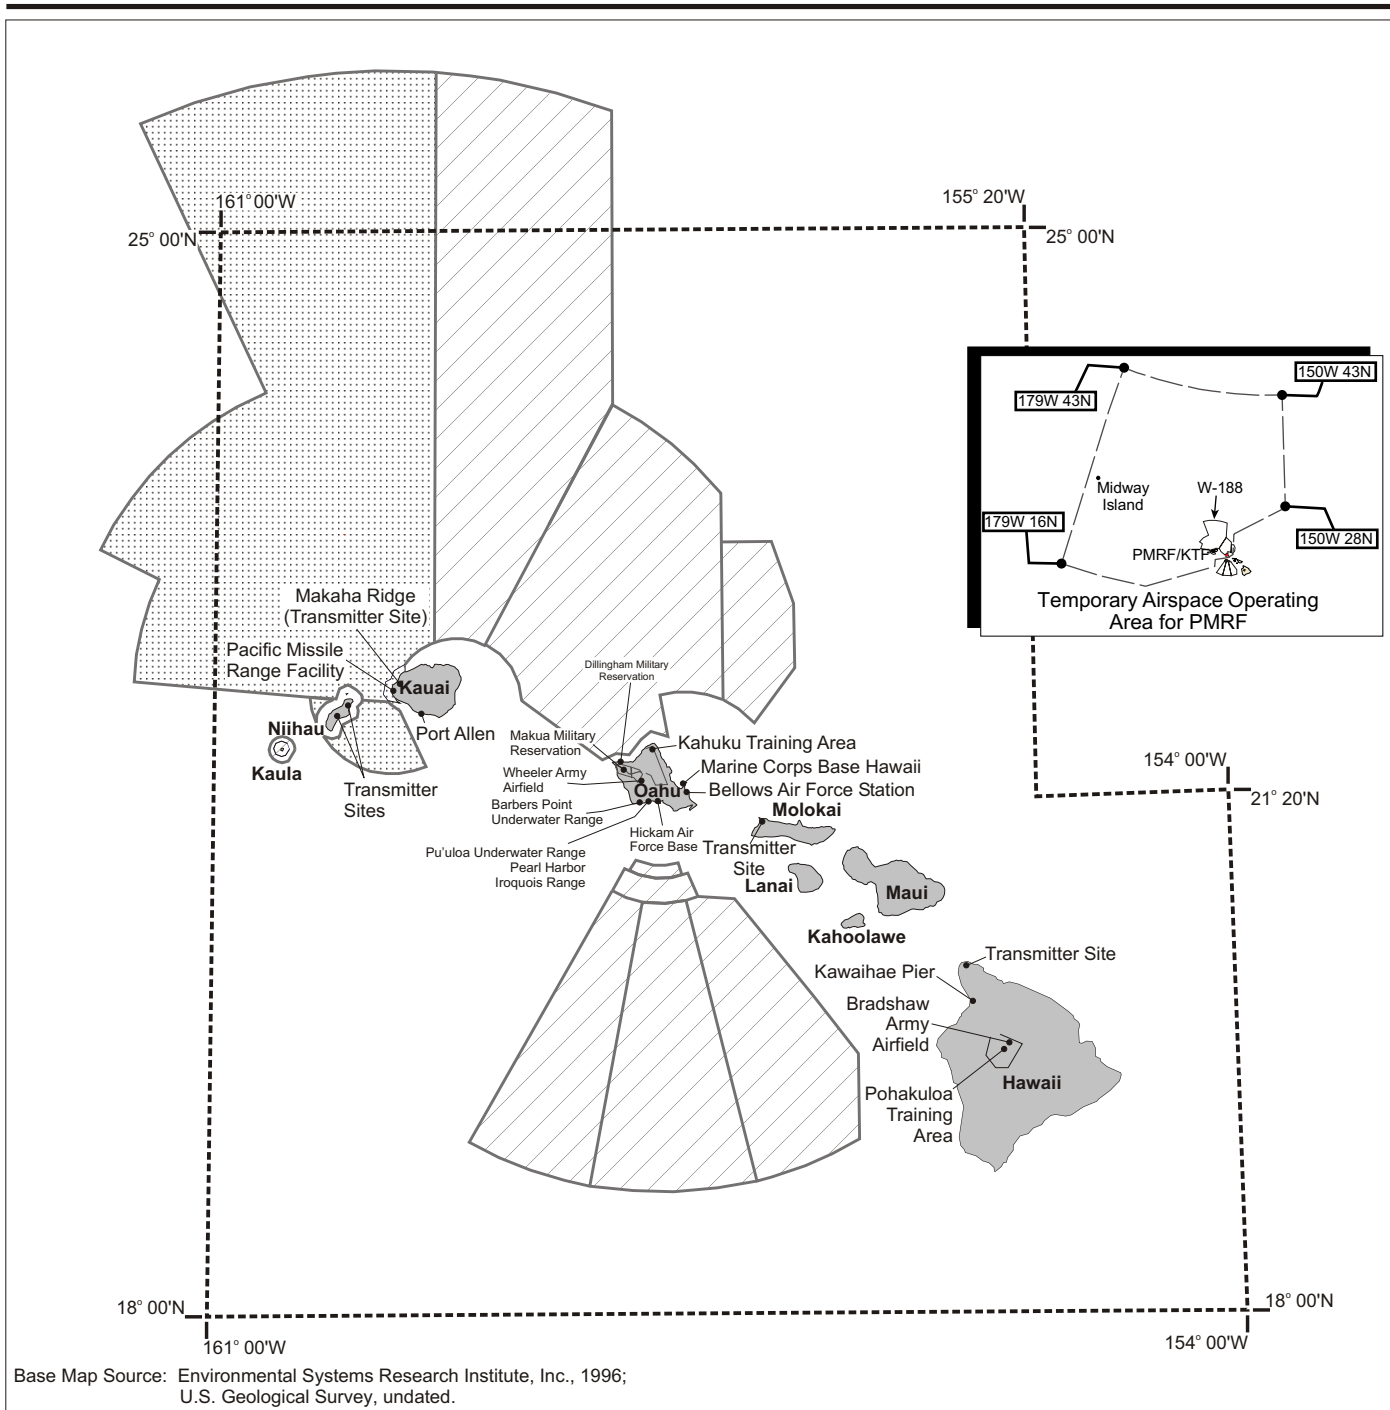 161° 00'W
155° 20'W
25° 00'N
25° 00'N
179W 43N
150W 43N
Midway
Island
W-188
179W 16N
150W 28N
PMRF/KTF
Temporary Airspace Operating
Area for PMRF
Makaha Ridge
(Transmitter Site)
Pacific Missile
Range Facility
Kauai
Niihau
Port Allen
Kaula
Transmitter
Sites
Dillingham Military
Reservation
Makua Military
Reservation
Kahuku Training Area
Wheeler Army
Airfield
Marine Corps Base Hawaii
Oahu
Bellows Air Force Station
Barbers Point
Underwater Range
Hickam Air
Force Base
Pu'uloa Underwater Range
Pearl Harbor
Iroquois Range
Molokai
Transmitter
Site
Lanai
Maui
Kahoolawe
154° 00'W
21° 20'N
Transmitter Site
Kawaihae Pier
Bradshaw
Army
Airfield
Hawaii
Pohakuloa
Training
Area
18° 00'N
161° 00'W
18° 00'N
154° 00'W
Base Map Source: Environmental Systems Research Institute, Inc., 1996;
U.S. Geological Survey, undated.